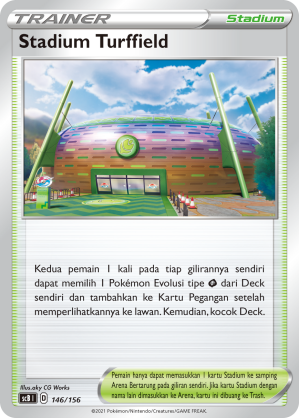 TRAINER Stadium
Stadium Turffield
Kedua pemain 1 kali pada tiap gilirannya sendiri
dapat memilih 1 Pokémon Evolusi tipe dari Deck
sendiri dan tambahkan ke Kartu Pegangan setelah
memperlihatkannya ke lawan. Kemudian, kocok Deck.
Illus.aky CG Works
sc3 I D 146/156
Pemain hanya dapat memasukkan 1 kartu Stadium ke samping
Arena Bertarung pada giliran sendiri. Jika kartu Stadium dengan
nama lain dimasukkan ke Arena, kartu ini dibuang ke Trash.
©2021 Pokémon/Nintendo/Creatures/GAME FREAK.